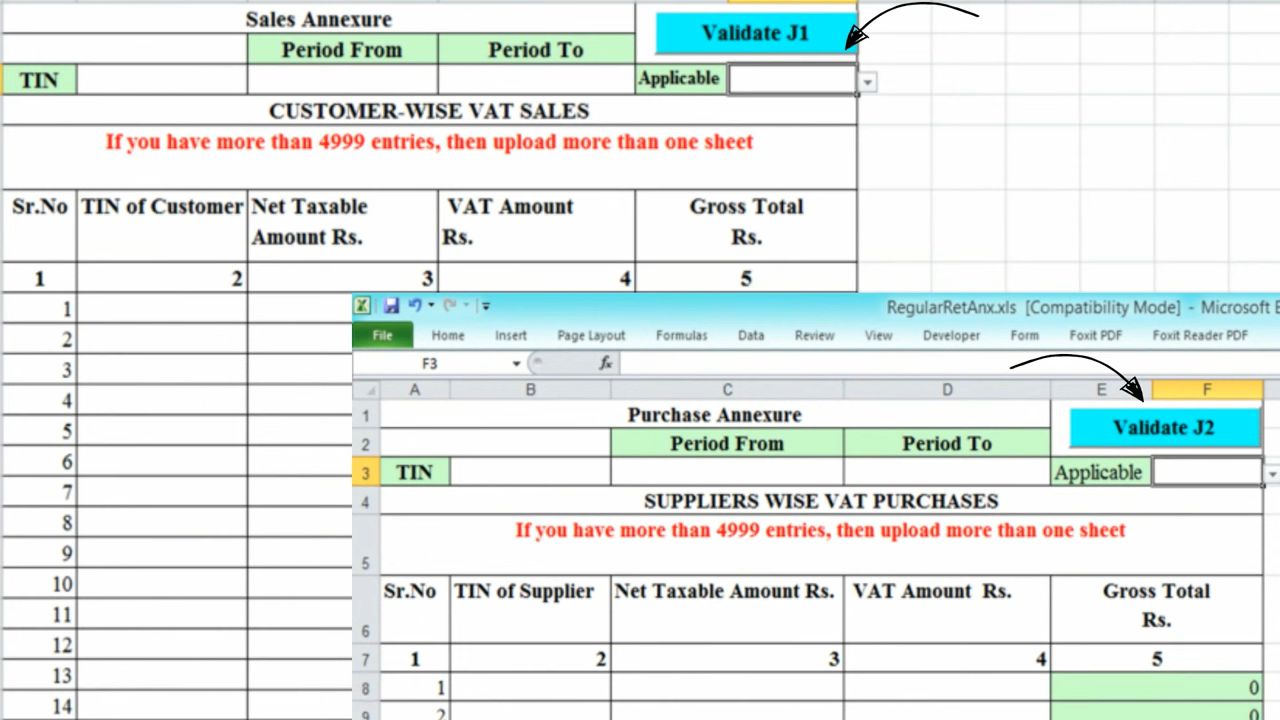 Sales Annexure
Validate J1
Period From Period To
TIN Applicable
CUSTOMER-WISE VAT SALES
If you have more than 4999 entries, then upload more than one sheet
Sr.No TIN of Customer Net Taxable Amount Rs. VAT Amount Rs. Gross Total Rs.
1 2 3 4 5
1
2
3
4
5
6
7
8
9
10
11
12
13
14
RegularRetAnx.xls [Compatibility Mode] - Microsoft E
File Home Insert Page Layout Formulas Data Review View Developer Form Foxit PDF Foxit Reader PDF
F3 fx
A B C D E F
1 Purchase Annexure
Validate J2
2 Period From Period To
3 TIN Applicable
4 SUPPLIERS WISE VAT PURCHASES
If you have more than 4999 entries, then upload more than one sheet
5
Sr.No TIN of Supplier Net Taxable Amount Rs. VAT Amount Rs. Gross Total Rs.
6
7 1 2 3 4 5
8 1 0
9 2 0